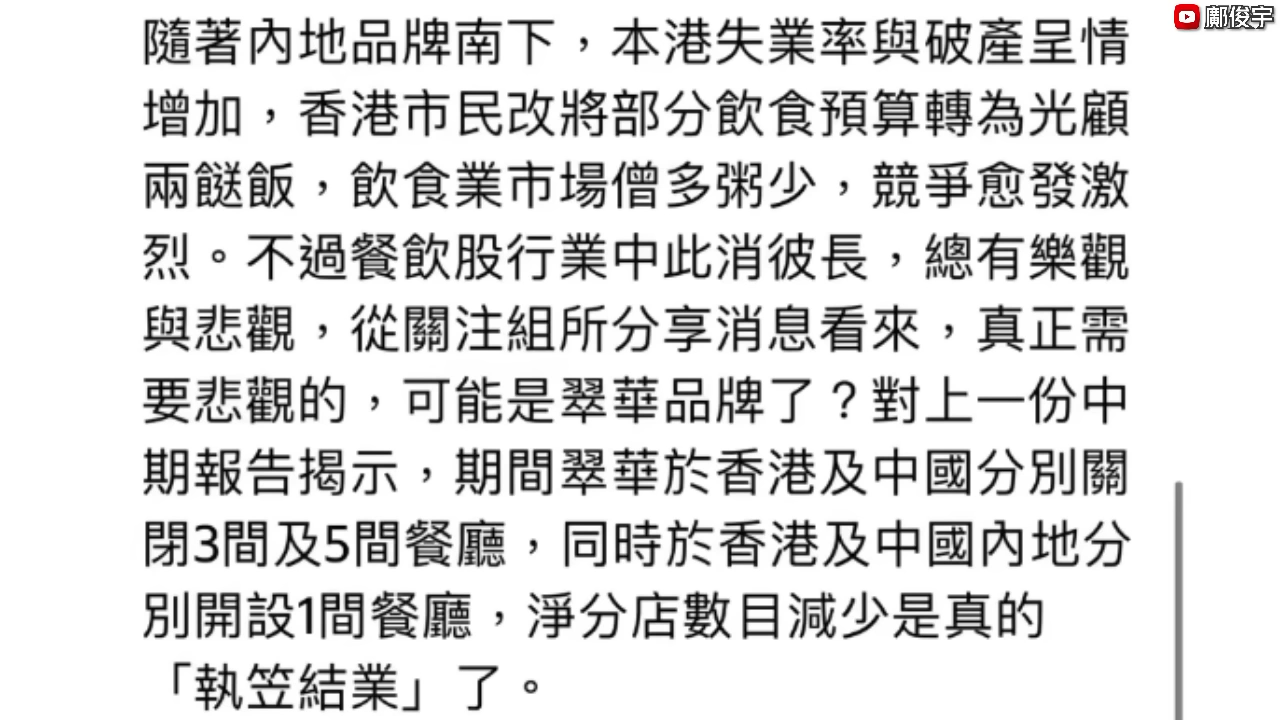 鄺俊宇
隨著內地品牌南下，本港失業率與破產呈情
增加，香港市民改將部分飲食預算轉為光顧
兩餸飯，飲食業市場僧多粥少，競爭愈發激
烈。不過餐飲股行業中此消彼長，總有樂觀
與悲觀，從關注組所分享消息看來，真正需
要悲觀的，可能是翠華品牌了？對上一份中
期報告揭示，期間翠華於香港及中國分別關
閉3間及5間餐廳，同時於香港及中國內地分
別開設1間餐廳，淨分店數目減少是真的
「執笠結業」了。